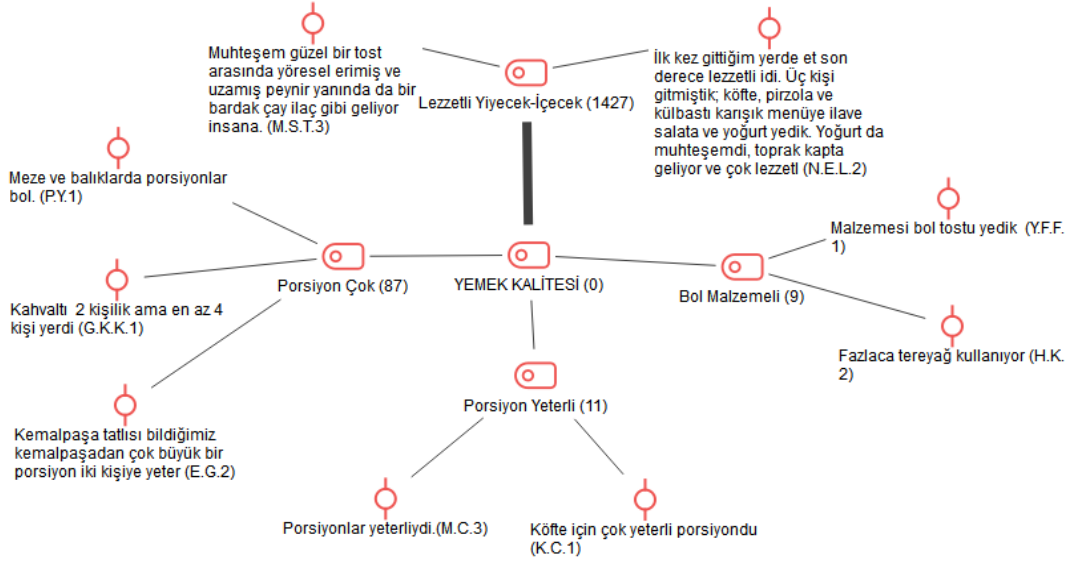 Muhteşem güzel bir tost
arasında yöresel erimiş ve
uzamış peynir yanında da bir
bardak çay ilaç gibi geliyor
insana. (M.S.T.3)
Lezzetli Yiyecek-İçecek (1427)
İlk kez gittiğim yerde et son
derece lezzetli idi. Üç kişi
gitmiştik; köfte, pirzola ve
külbastı karışık menüye ilave
salata ve yoğurt yedik. Yoğurt da
muhteşemdi, toprak kapta
geliyor ve çok lezzetl (N.E.L.2)
Meze ve balıklarda porsiyonlar
bol. (P.Y.1)
Malzemesi bol tostu yedik  (Y.F.F.
1)
Porsiyon Çok (87)
YEMEK KALİTESİ (0)
Bol Malzemeli (9)
Kahvaltı  2 kişilik ama en az 4
kişi yerdi (G.K.K.1)
Fazlaca tereyağ kullanıyor (H.K.
2)
Porsiyon Yeterli (11)
Kemalpaşa tatlısı bildiğimiz
kemalpaşadan çok büyük bir
porsiyon iki kişiye yeter (E.G.2)
Porsiyonlar yeterliydi.(M.C.3)
Köfte için çok yeterli porsiyondu
(K.C.1)